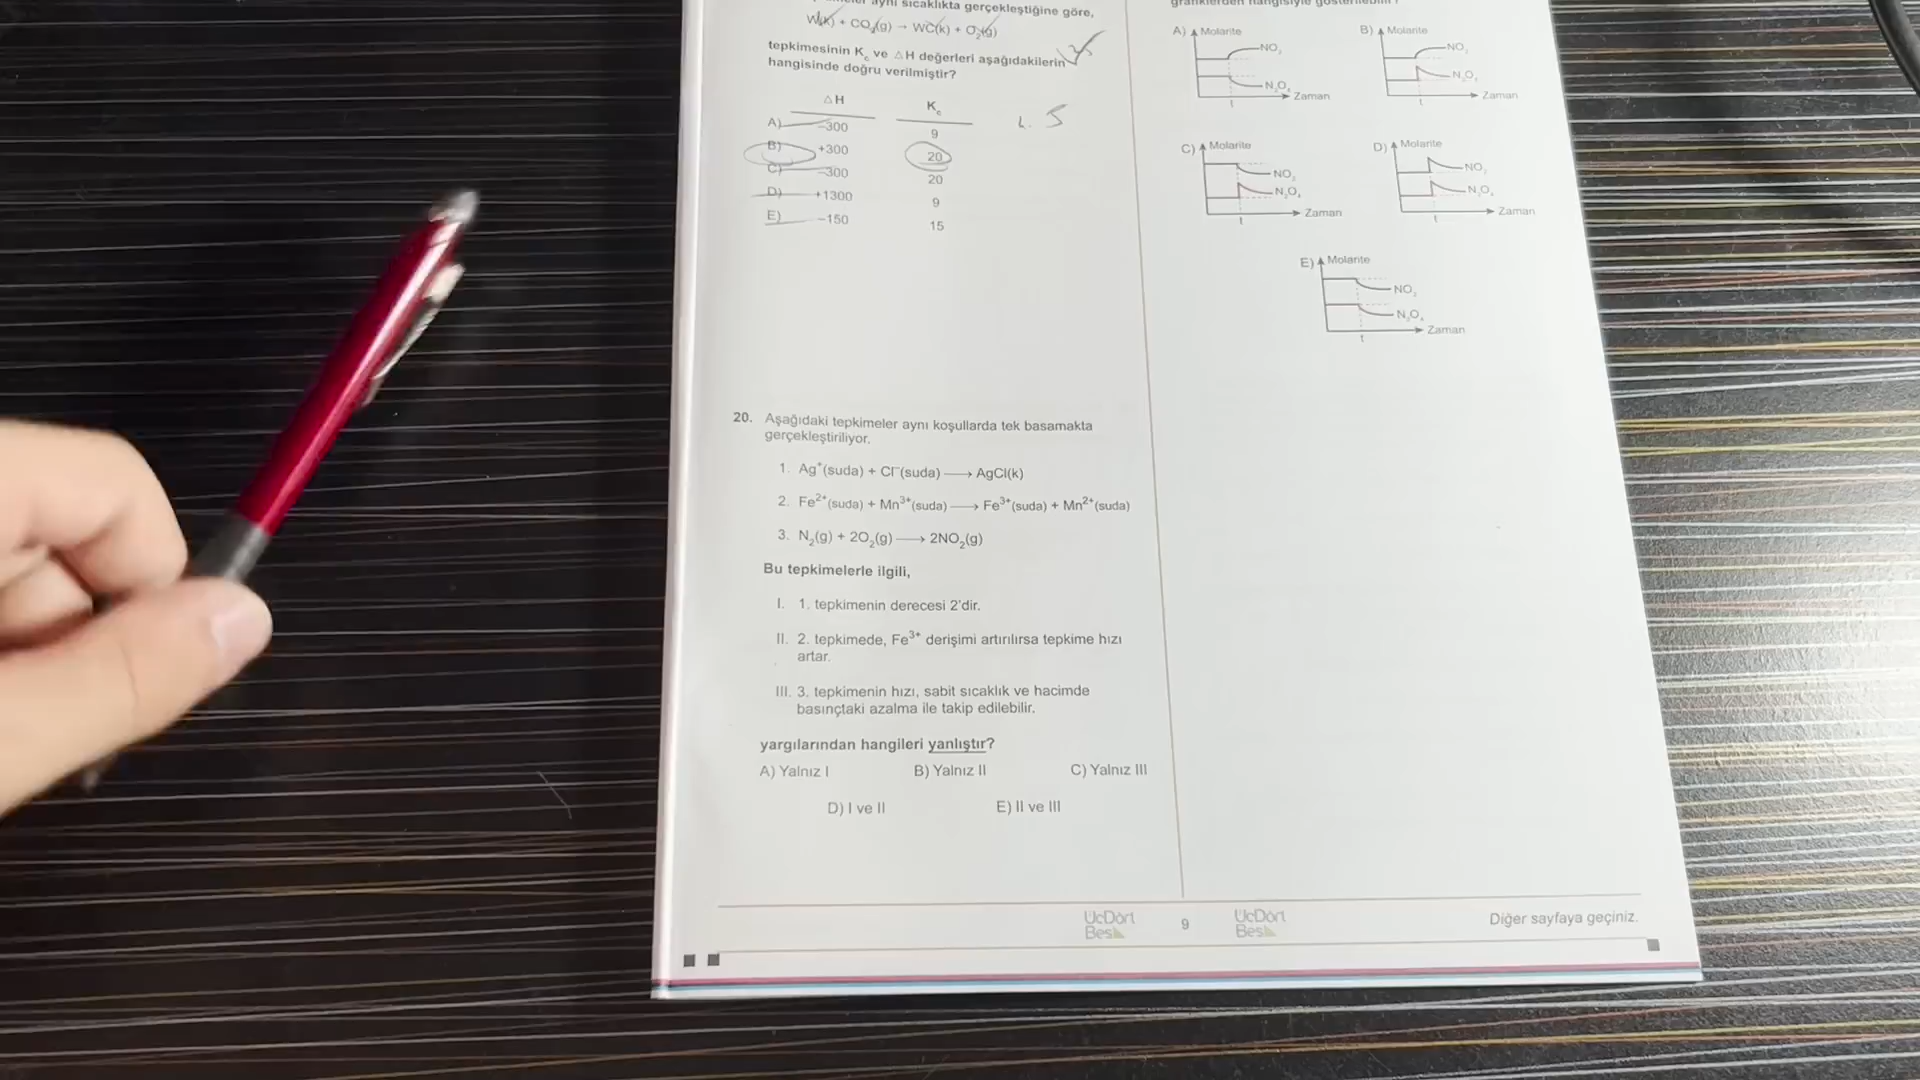 aynı sıcaklıkta gerçekleştiğine göre,
W(k) + CO₂(g) → WC(k) + O₂(g)
tepkimesinin Kc ve △H değerleri aşağıdakilerin
hangisinde doğru verilmiştir?
△H Kc
A) −300 9
B) +300 20
C) −300 20
D) +1300 9
E) −150 15
20. Aşağıdaki tepkimeler aynı koşullarda tek basamakta
gerçekleştiriliyor.
1. Ag⁺(suda) + Cl⁻(suda) ⟶ AgCl(k)
2. Fe²⁺(suda) + Mn³⁺(suda) ⟶ Fe³⁺(suda) + Mn²⁺(suda)
3. N₂(g) + 2O₂(g) ⟶ 2NO₂(g)
Bu tepkimelerle ilgili,
I. 1. tepkimenin derecesi 2'dir.
II. 2. tepkimede, Fe³⁺ derişimi artırılırsa tepkime hızı
artar.
III. 3. tepkimenin hızı, sabit sıcaklık ve hacimde
basınçtaki azalma ile takip edilebilir.
yargılarından hangileri yanlıştır?
A) Yalnız I B) Yalnız II C) Yalnız III
D) I ve II E) II ve III
A) Molarite NO₂ N₂O₄ Zaman t
B) Molarite NO₂ N₂O₄ Zaman t
C) Molarite NO₂ N₂O₄ Zaman t
D) Molarite NO₂ N₂O₄ Zaman t
E) Molarite NO₂ N₂O₄ Zaman t
ÜçDört
Beş
9
ÜçDört
Beş
Diğer sayfaya geçiniz.